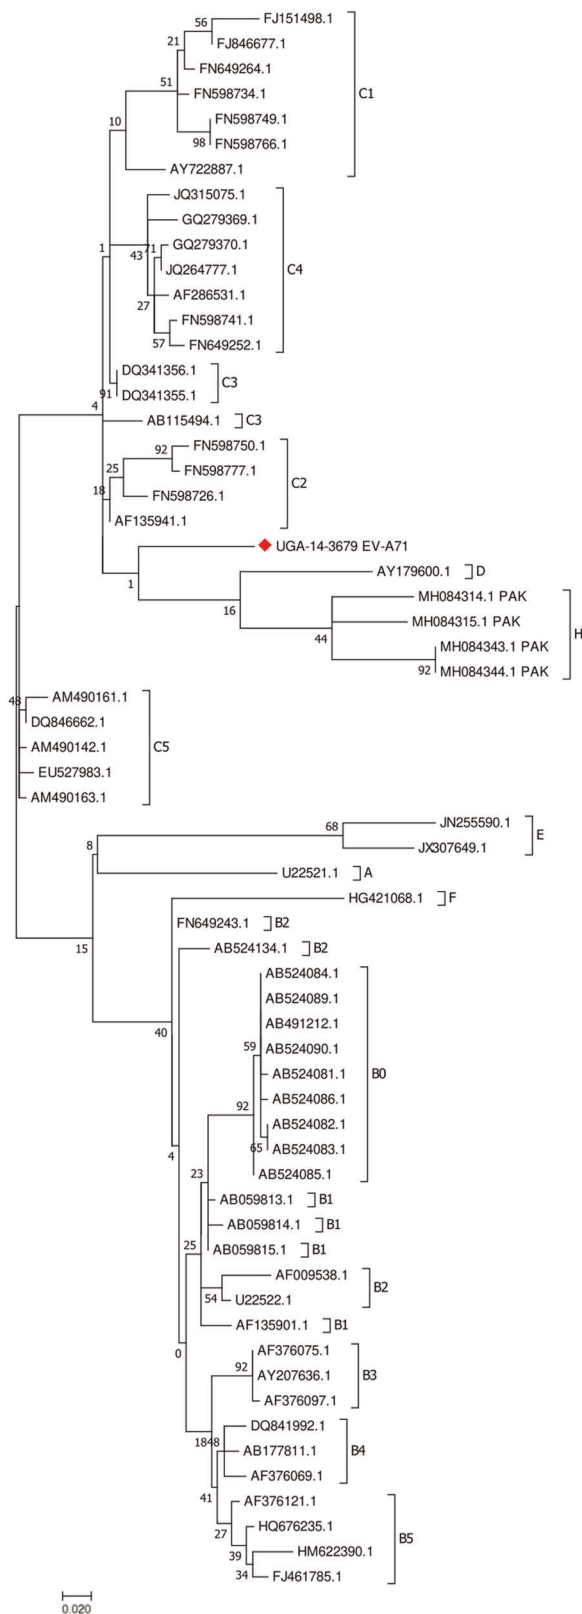 56
FJ151498.1
21
FJ846677.1
FN649264.1
51
FN598734.1
C1
FN598749.1
98
FN598766.1
10
AY722887.1
JQ315075.1
GQ279369.1
1
43
71
GQ279370.1
JQ264777.1
C4
27
AF286531.1
FN598741.1
57
FN649252.1
DQ341356.1
91
DQ341355.1
C3
4
AB115494.1
C3
92
FN598750.1
25
FN598777.1
C2
18
FN598726.1
AF135941.1
UGA-14-3679 EV-A71
1
AY179600.1
D
16
MH084314.1 PAK
44
MH084315.1 PAK
H
MH084343.1 PAK
92
MH084344.1 PAK
48
AM490161.1
DQ846662.1
AM490142.1
C5
EU527983.1
AM490163.1
68
JN255590.1
E
8
JX307649.1
U22521.1
A
HG421068.1
F
15
FN649243.1
B2
AB524134.1
B2
AB524084.1
AB524089.1
AB491212.1
40
59
AB524090.1
AB524081.1
B0
92
AB524086.1
AB524082.1
65
AB524083.1
4
23
AB524085.1
AB059813.1
B1
AB059814.1
B1
25
AB059815.1
B1
AF009538.1
54
U22522.1
B2
AF135901.1
B1
0
AF376075.1
92
AY207636.1
B3
AF376097.1
1848
DQ841992.1
AB177811.1
B4
AF376069.1
41
AF376121.1
27
HQ676235.1
B5
39
HM622390.1
34
FJ461785.1
0.020